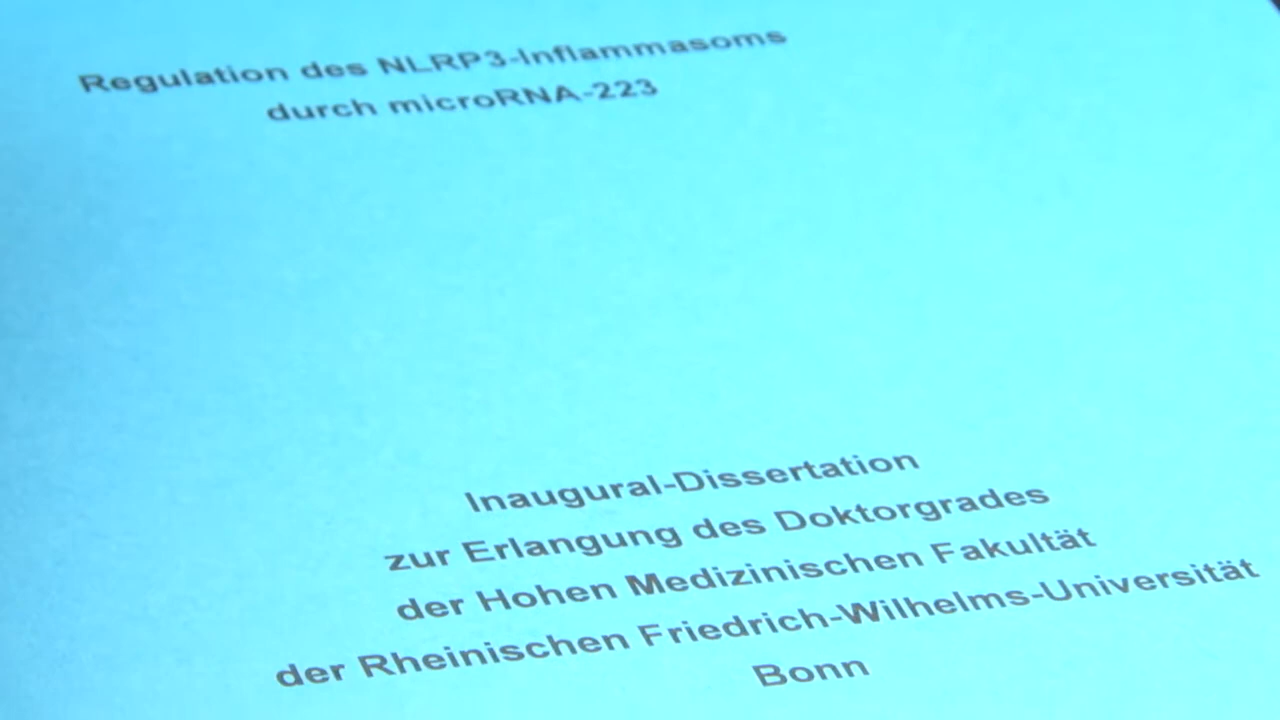 Regulation des NLRP3-Inflammasoms
durch microRNA-223
Inaugural-Dissertation
zur Erlangung des Doktorgrades
der Hohen Medizinischen Fakultät
der Rheinischen Friedrich-Wilhelms-Universität
Bonn